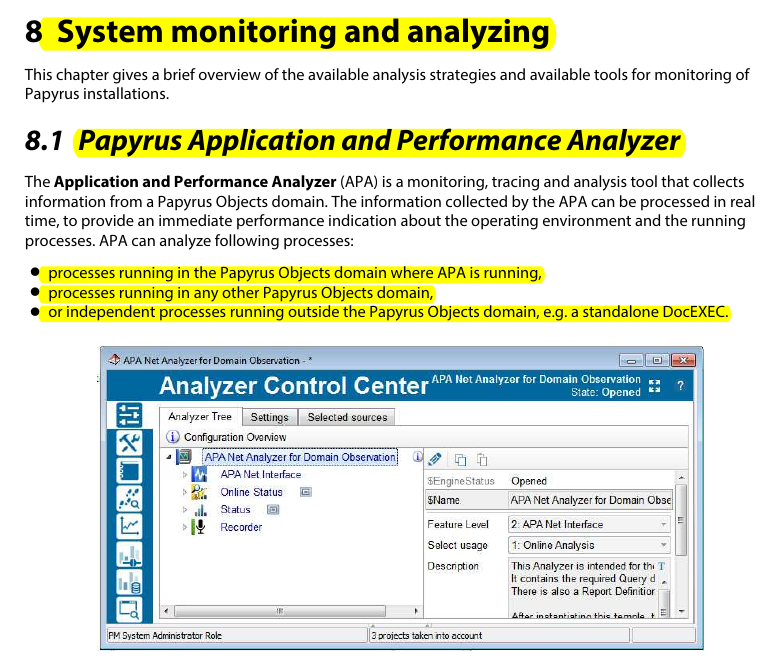 8 System monitoring and analyzing
This chapter gives a brief overview of the available analysis strategies and available tools for monitoring of
Papyrus installations.
8.1 Papyrus Application and Performance Analyzer
The Application and Performance Analyzer (APA) is a monitoring, tracing and analysis tool that collects
information from a Papyrus Objects domain. The information collected by the APA can be processed in real
time, to provide an immediate performance indication about the operating environment and the running
processes. APA can analyze following processes:
● processes running in the Papyrus Objects domain where APA is running,
● processes running in any other Papyrus Objects domain,
● or independent processes running outside the Papyrus Objects domain, e.g. a standalone DocEXEC.
APA Net Analyzer for Domain Observation - *
Analyzer Control Center
APA Net Analyzer for Domain Observation
State: Opened
?
Analyzer Tree Settings Selected sources
Configuration Overview
APA Net Analyzer for Domain Observation
APA Net Interface
Online Status
Status
Recorder
$EngineStatus Opened
$Name APA Net Analyzer for Domain Obse
Feature Level 2: APA Net Interface
Select usage 1: Online Analysis
Description This Analyzer is intended for the
It contains the required Query d
There is also a Report Definition
After instantiating this temple, t
PM System Administrator Role 3 projects taken into account